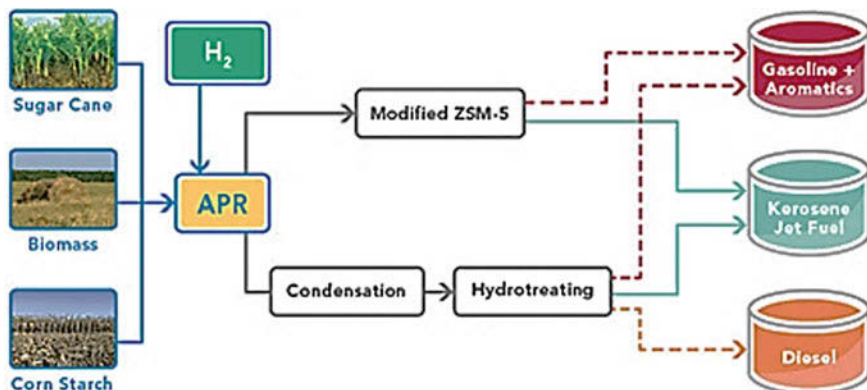 Sugar Cane
Biomass
Corn Starch
H₂
APR
Modified ZSM-5
Condensation
Hydrotreating
Gasoline +
Aromatics
Kerosene
Jet Fuel
Diesel